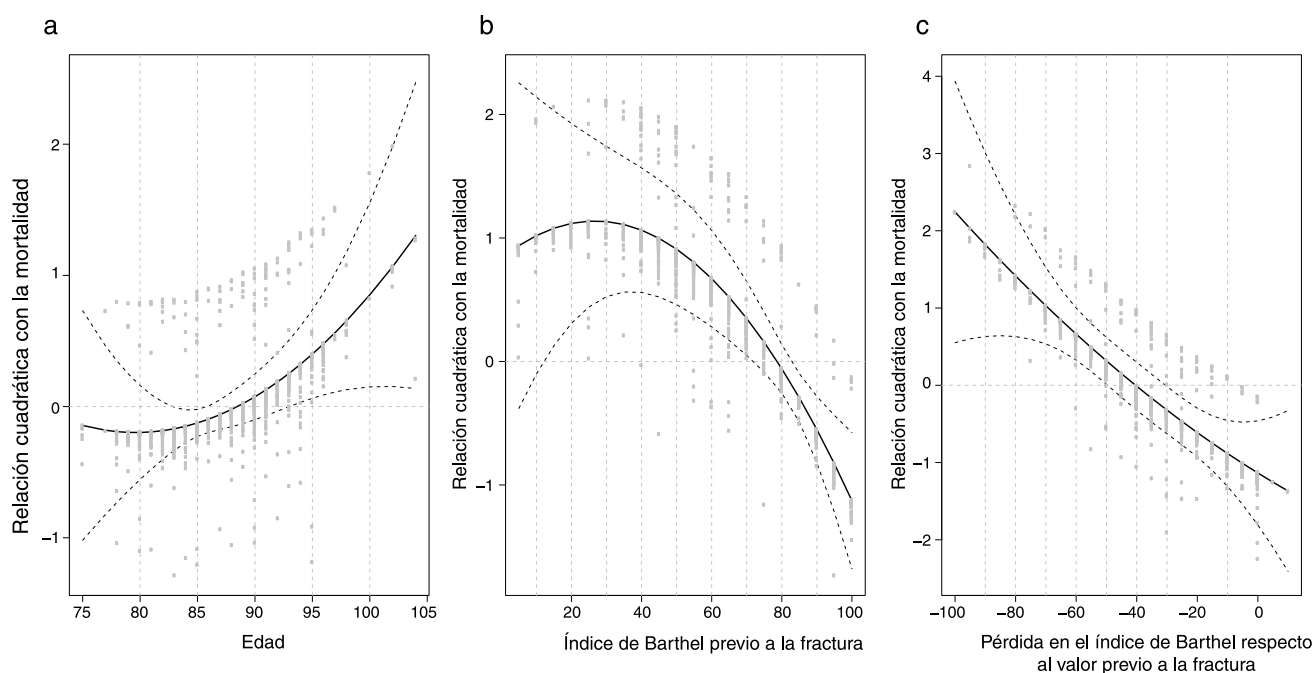 a
Relación cuadrática con la mortalidad
2
1
0
−1
75 80 85 90 95 100 105
Edad
b
Relación cuadrática con la mortalidad
2
1
0
−1
20 40 60 80 100
Índice de Barthel previo a la fractura
c
Relación cuadrática con la mortalidad
4
3
2
1
0
−1
−2
−100 −80 −60 −40 −20 0
Pérdida en el índice de Barthel respecto
al valor previo a la fractura